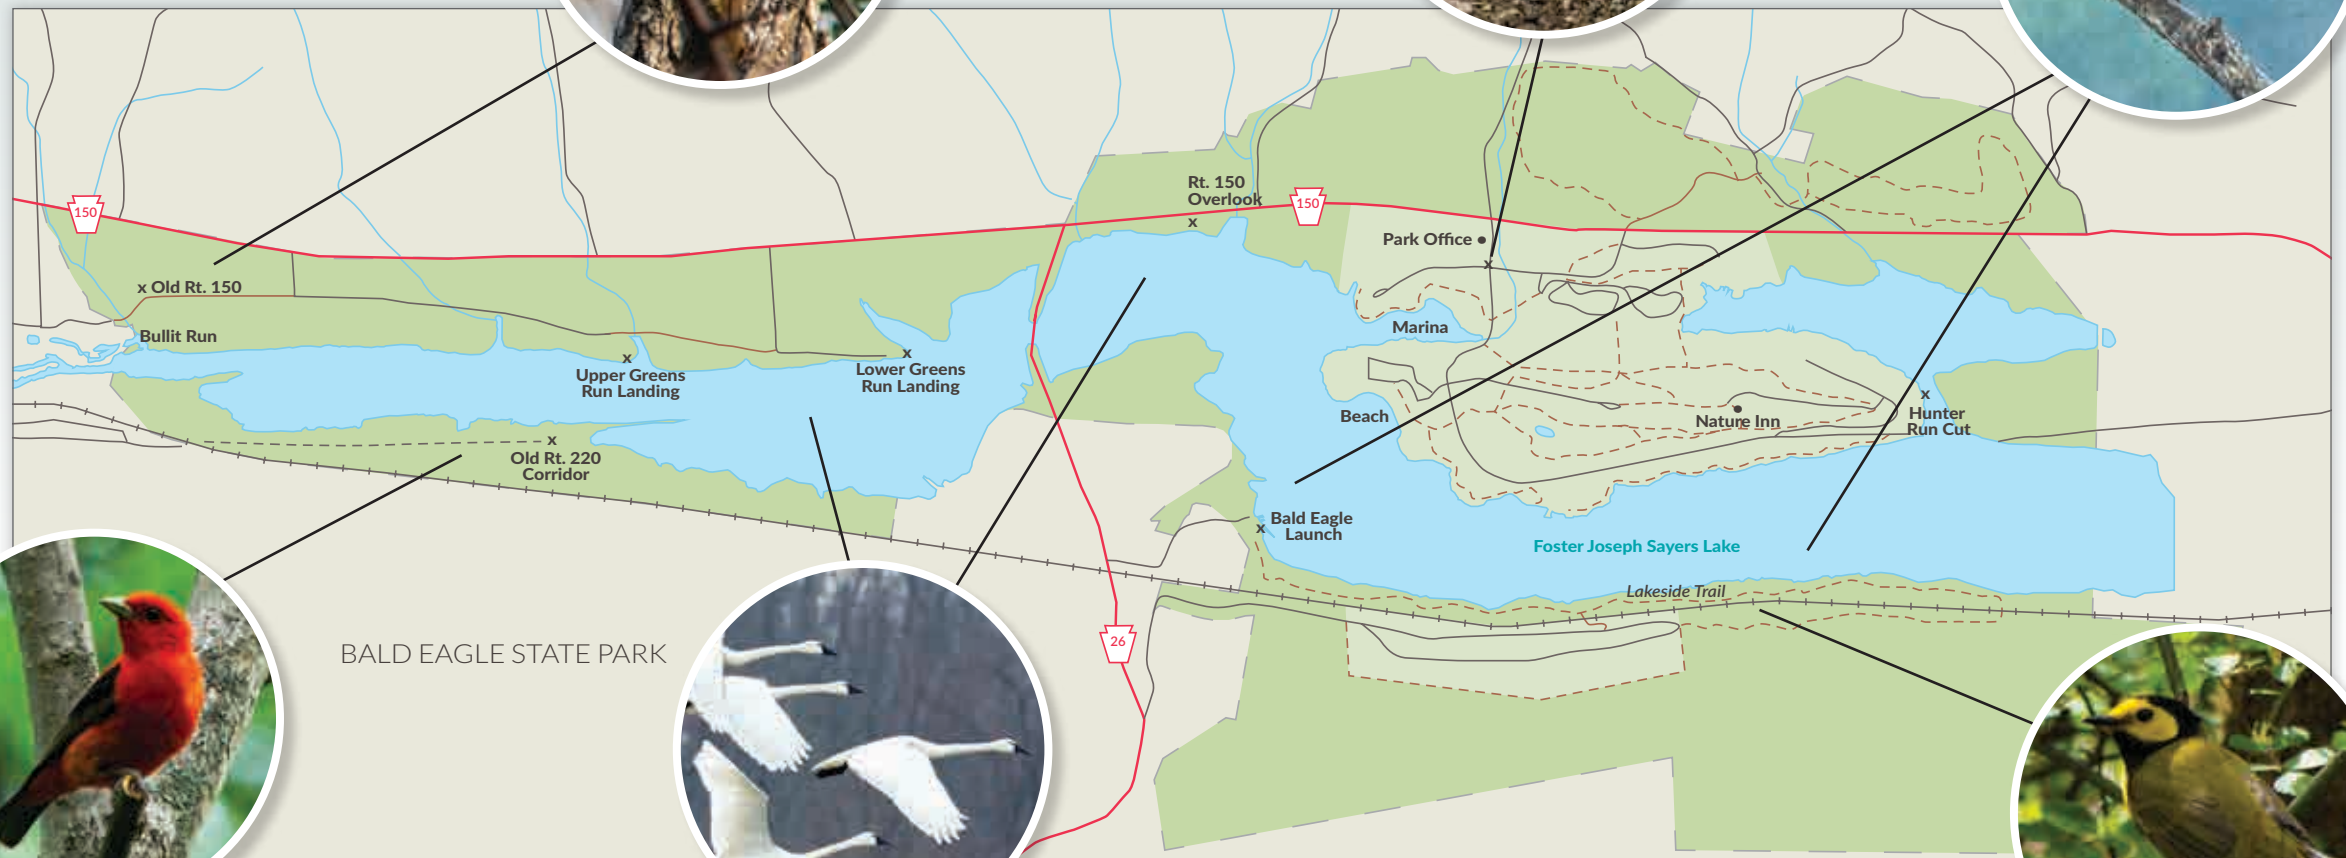 Rt. 150
Overlook
150
150
Park Office
x
x
x Old Rt. 150
Bullit Run
Marina
x
Upper Greens
Run Landing
x
Lower Greens
Run Landing
Beach
Nature Inn
x
Hunter
Run Cut
x
Old Rt. 220
Corridor
x Bald Eagle
Launch
Foster Joseph Sayers Lake
Lakeside Trail
26
BALD EAGLE STATE PARK